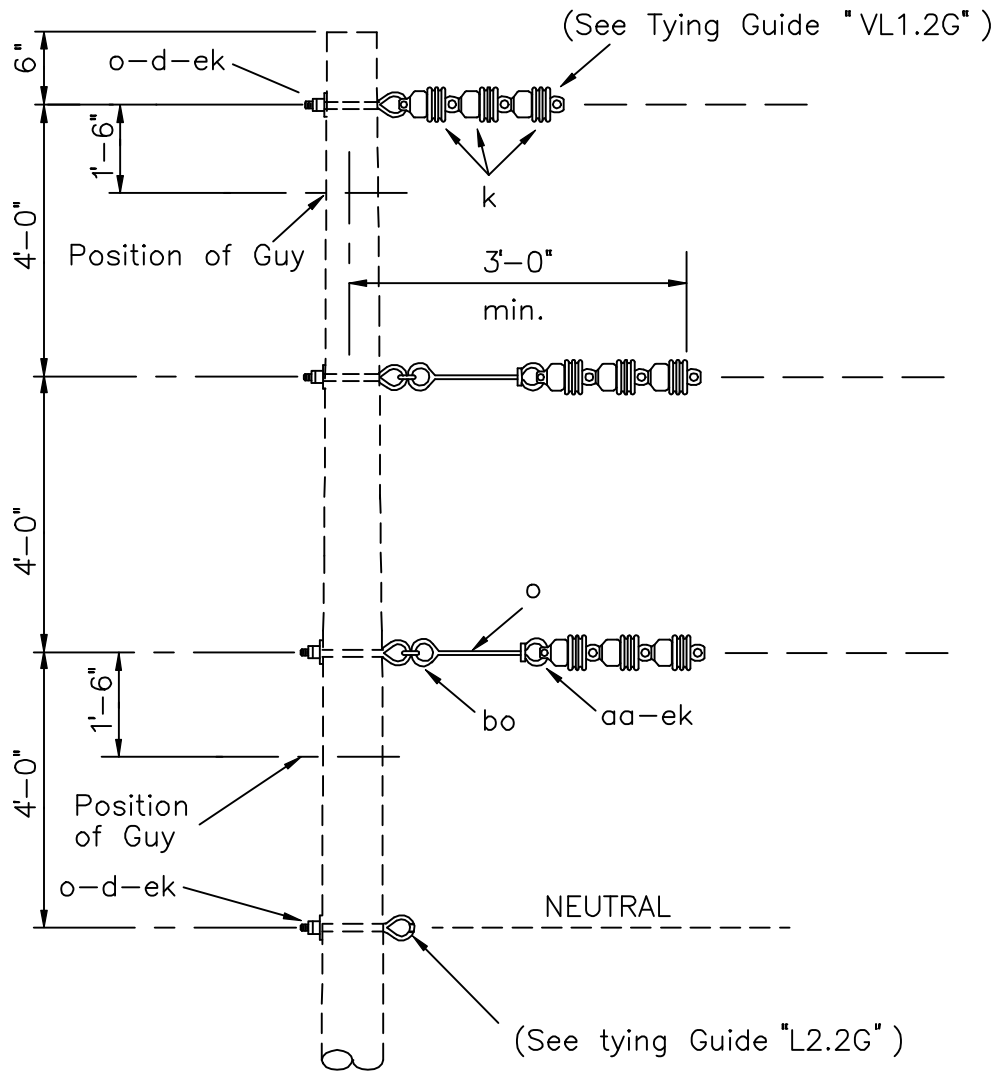 (See Tying Guide "VL1.2G")
6"
o-d-ek
1'-6"
k
4'-0"
Position of Guy
3'-0"
min.
4'-0"
o
1'-6"
bo
aa-ek
4'-0"
Position
of Guy
o-d-ek
NEUTRAL
(See tying Guide "L2.2G")